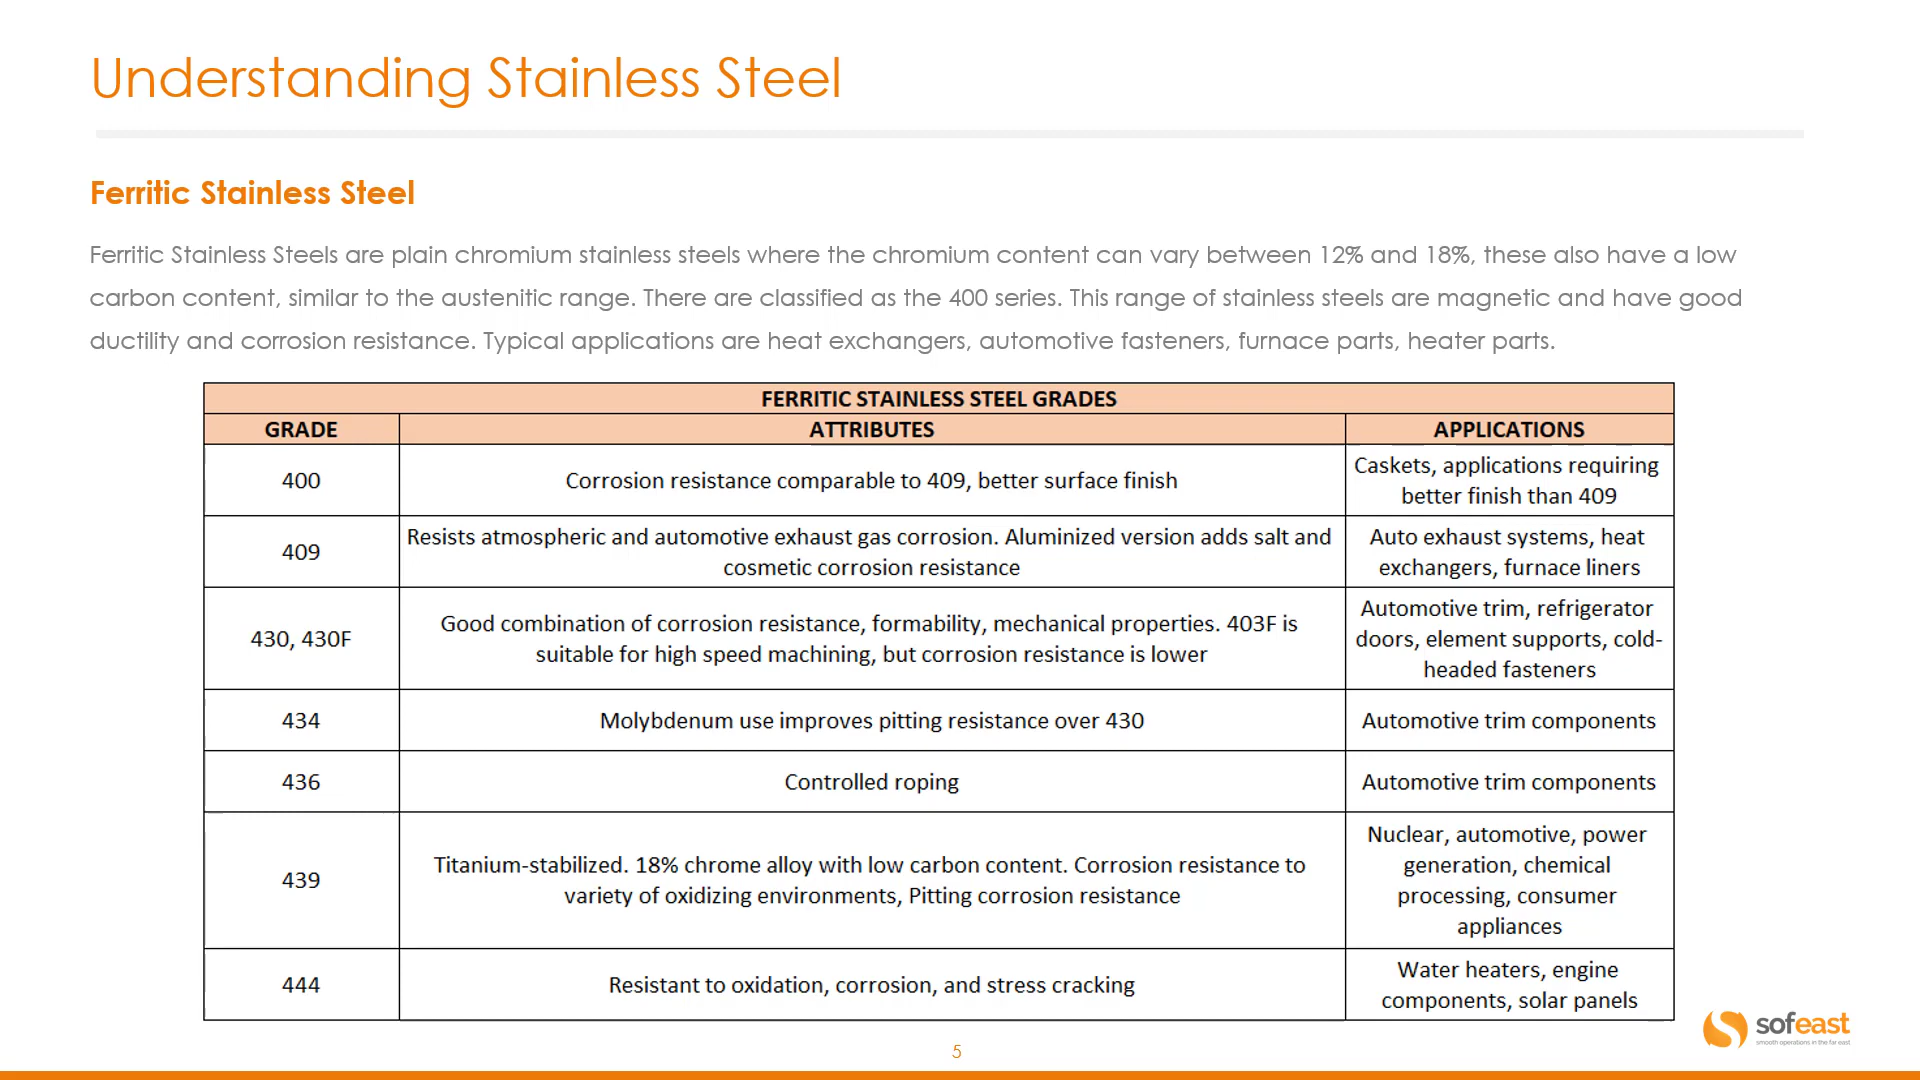 Understanding Stainless Steel
Ferritic Stainless Steel
Ferritic Stainless Steels are plain chromium stainless steels where the chromium content can vary between 12% and 18%, these also have a low
carbon content, similar to the austenitic range. There are classified as the 400 series. This range of stainless steels are magnetic and have good
ductility and corrosion resistance. Typical applications are heat exchangers, automotive fasteners, furnace parts, heater parts.
FERRITIC STAINLESS STEEL GRADES
GRADE ATTRIBUTES APPLICATIONS
400
Corrosion resistance comparable to 409, better surface finish
Caskets, applications requiring
better finish than 409
409
Resists atmospheric and automotive exhaust gas corrosion. Aluminized version adds salt and
cosmetic corrosion resistance
Auto exhaust systems, heat
exchangers, furnace liners
430, 430F
Good combination of corrosion resistance, formability, mechanical properties. 403F is
suitable for high speed machining, but corrosion resistance is lower
Automotive trim, refrigerator
doors, element supports, cold-
headed fasteners
434
Molybdenum use improves pitting resistance over 430
Automotive trim components
436
Controlled roping
Automotive trim components
439
Titanium-stabilized. 18% chrome alloy with low carbon content. Corrosion resistance to
variety of oxidizing environments, Pitting corrosion resistance
Nuclear, automotive, power
generation, chemical
processing, consumer
appliances
444
Resistant to oxidation, corrosion, and stress cracking
Water heaters, engine
components, solar panels
sofeast
smooth operations in the far east
5